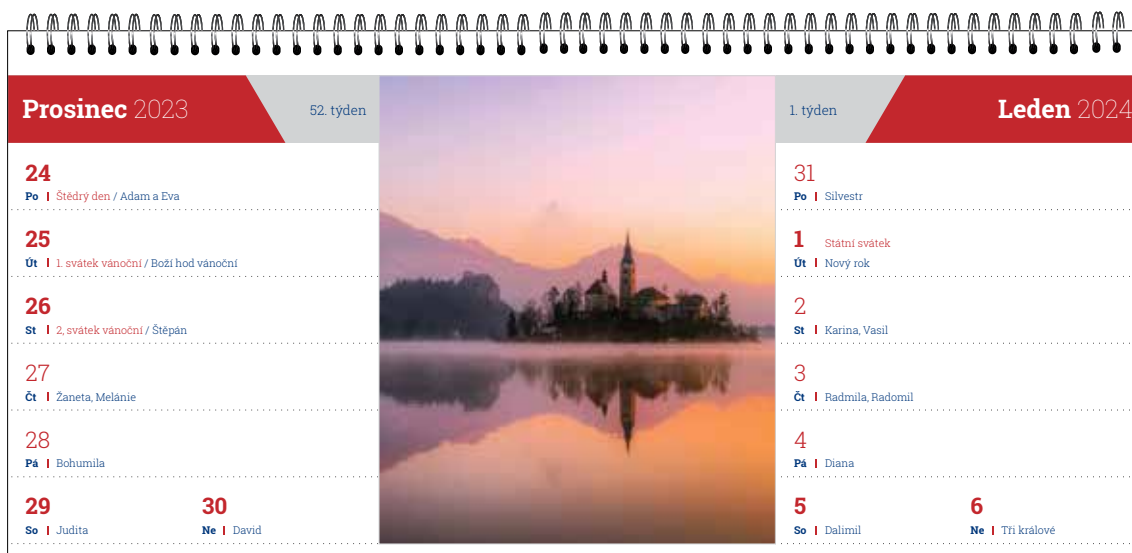 Prosinec 2023
52. týden
24
Po Štědrý den / Adam a Eva
25
Út 1. svátek vánoční / Boží hod vánoční
26
St 2, svátek vánoční / Štěpán
27
Čt Žaneta, Melánie
28
Pá Bohumila
29
So Judita
30
Ne David
1. týden
Leden 2024
31
Po Silvestr
1 Státní svátek
Út Nový rok
2
St Karina, Vasil
3
Čt Radmila, Radomil
4
Pá Diana
5
So Dalimil
6
Ne Tři králové